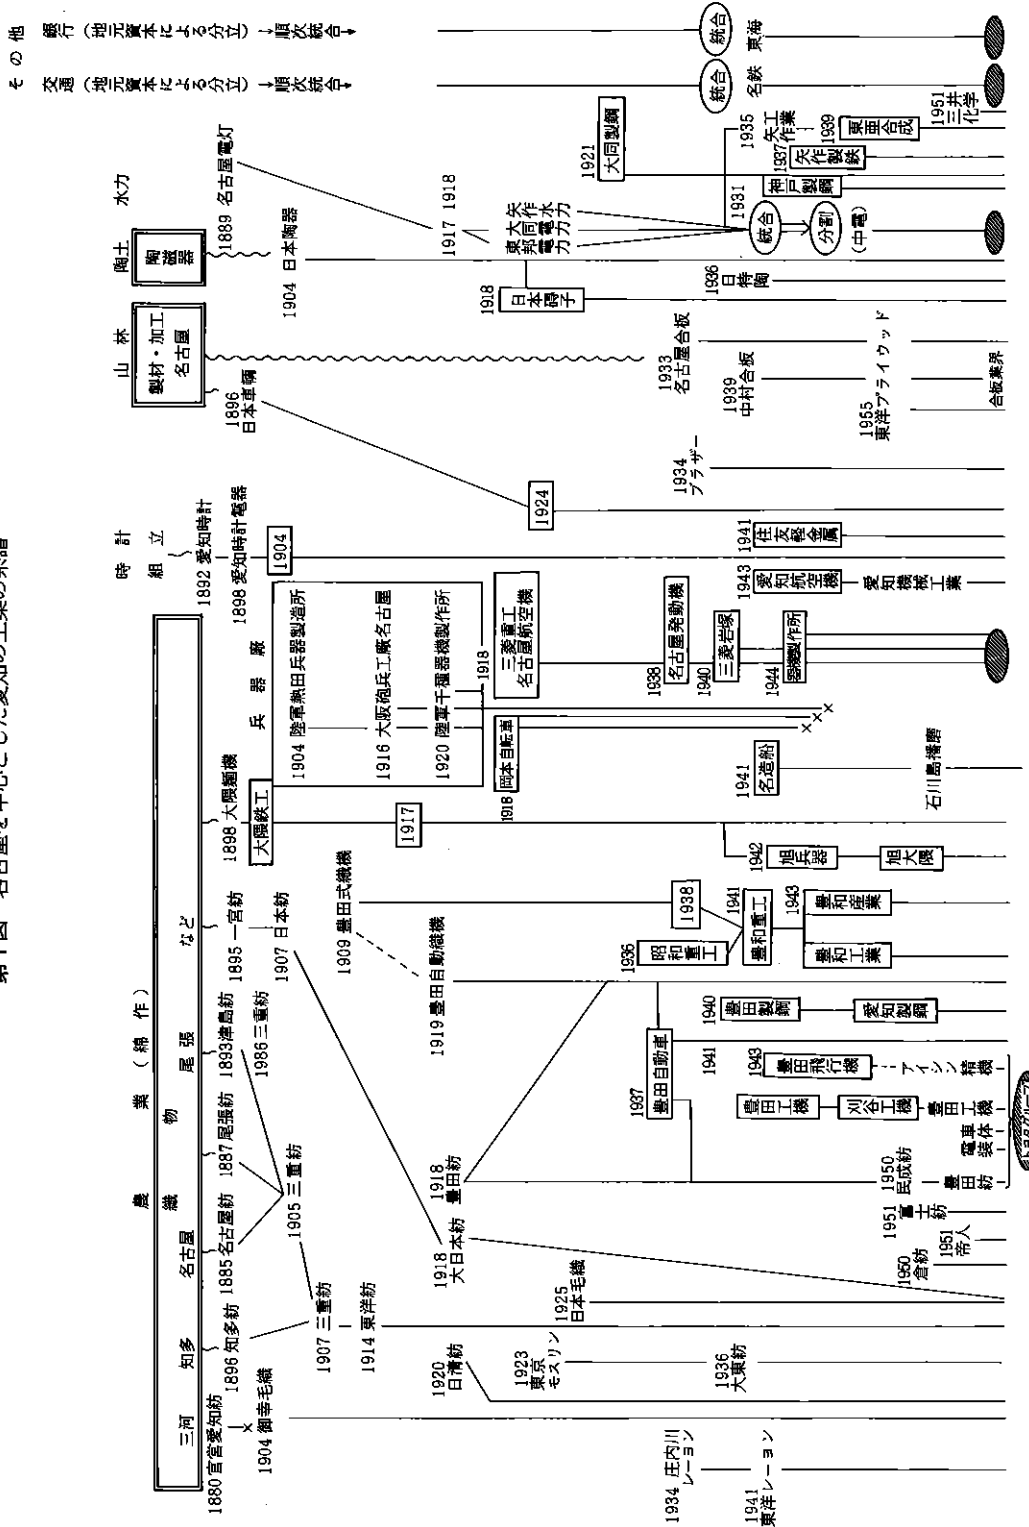 第1図 名古屋を中心とした愛知の工業の系譜
農業(綿作)
織物
三河
知多
名古屋
尾張
など
時計
組立
山林
製材・加工
名古屋
陶土
陶磁器
水力
その他
銀行(地元資本による分立)→順次統合→
交通(地元資本による分立)→順次統合→
1880 官営愛知紡
×
1904 御幸毛織
1896 知多紡
1885 名古屋紡
1887 尾張紡
1893 津島紡
1986 三重紡
1895 一宮紡
1907 日本紡
1898 大隈麺機
大隈鉄工
1892 愛知時計
1898 愛知時計電器
1904
1896
日本車輌
1904 日本陶器
1889 名古屋電灯
1905 三重紡
1907 三重紡
1914 東洋紡
1909 豊田式織機
1919 豊田自動織機
1917
兵器廠
1904 陸軍熱田兵器製造所
1916 大阪砲兵工廠名古屋
1920 陸軍千種器機製作所
1918
1918
大日本紡
1918
豊田紡
1920
日清紡
1923
東京
モスリン
1925
日本毛織
1918
岡本自転車
三菱重工
名古屋航空機
1924
1918
日本碍子
1917 1918
東邦電力
大同電力
矢作水力
1921
大同製鋼
統合
東海
統合
名鉄
1934 庄内川
レーヨン
1941
東洋レーヨン
1936
大東紡
1937
豊田自動車
1936
昭和重工
1938
1941
豊和重工
1943
豊和工業
豊和産業
1942
旭兵器
旭大隈
1941
名造船
石川島播磨
×
×
×
1938
名古屋発動機
1940
三菱岩塚
1944
器機製作所
1943
愛知航空機
愛知機械工業
1941
住友軽金属
1934
ブラザー
1933
名古屋合板
1939
中村合板
1955
東洋プライウッド
合板業界
1936
日特陶
1931
統合
分割
(中電)
神戸製鋼
1937
矢作製鉄
1935
矢作工業
1939
東亜合成
1951
三井化学
1940
豊田製鋼
愛知製鋼
1941
豊田工機
刈谷工機
豊田工機
1943
豊田飛行機
アイシン精機
電装
車体
1950
民成紡
豊田紡
1951
富士紡
1951
帝人
1950
倉紡
トヨタグループ